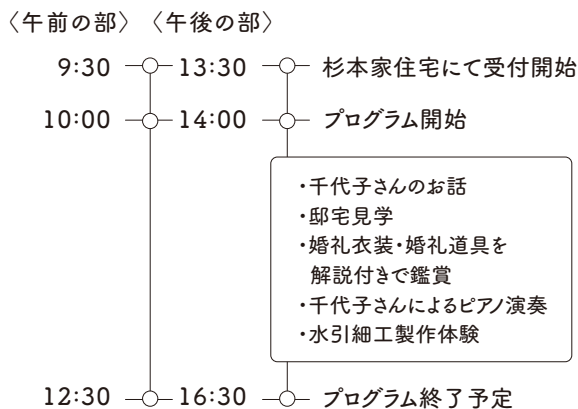 〈午前の部〉〈午後の部〉
9:30 13:30 杉本家住宅にて受付開始
10:00 14:00 プログラム開始
・千代子さんのお話
・邸宅見学
・婚礼衣装・婚礼道具を
解説付きで鑑賞
・千代子さんによるピアノ演奏
・水引細工製作体験
12:30 16:30 プログラム終了予定